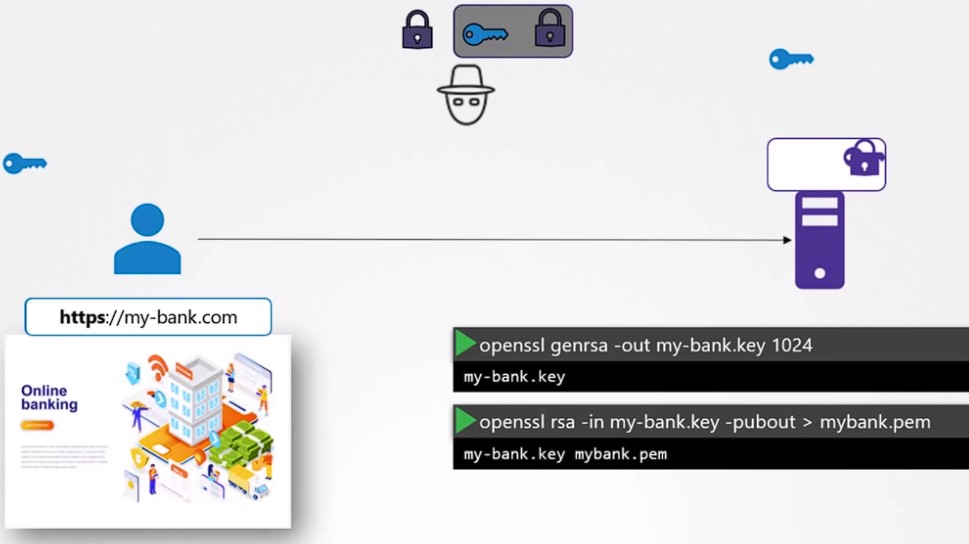 https://my-bank.com
Online
banking
openssl genrsa -out my-bank.key 1024
my-bank.key
openssl rsa -in my-bank.key -pubout > mybank.pem
my-bank.key mybank.pem